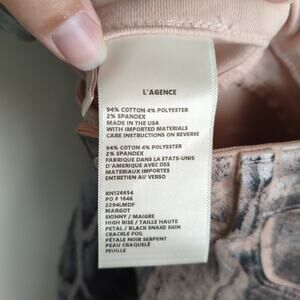 L'AGENCE
94% COTTON 4% POLYESTER
2% SPANDEX
MADE IN THE USA
WITH IMPORTED MATERIALS
CARE INSTRUCTIONS ON REVERSE
94% COTTON 4% POLYESTER
2% SPANDEX
FABRIQUE DANS LA ETATS-UNIS
D'AMERIQUE AVEC DES
MATERIAUX IMPORTES
ENTRETIEN AU VERSO
RN126654
PO # 1646
2294LMDF
MARGOT
SKINNY / MAIGRE
HIGH RISE / TAILLE HAUTE
PETAL / BLACK SNAKE SKIN
CRACKLE FOIL
PÉTALE NOIR SERPENT
PEAU CRAQUELÉ
FEUILLE